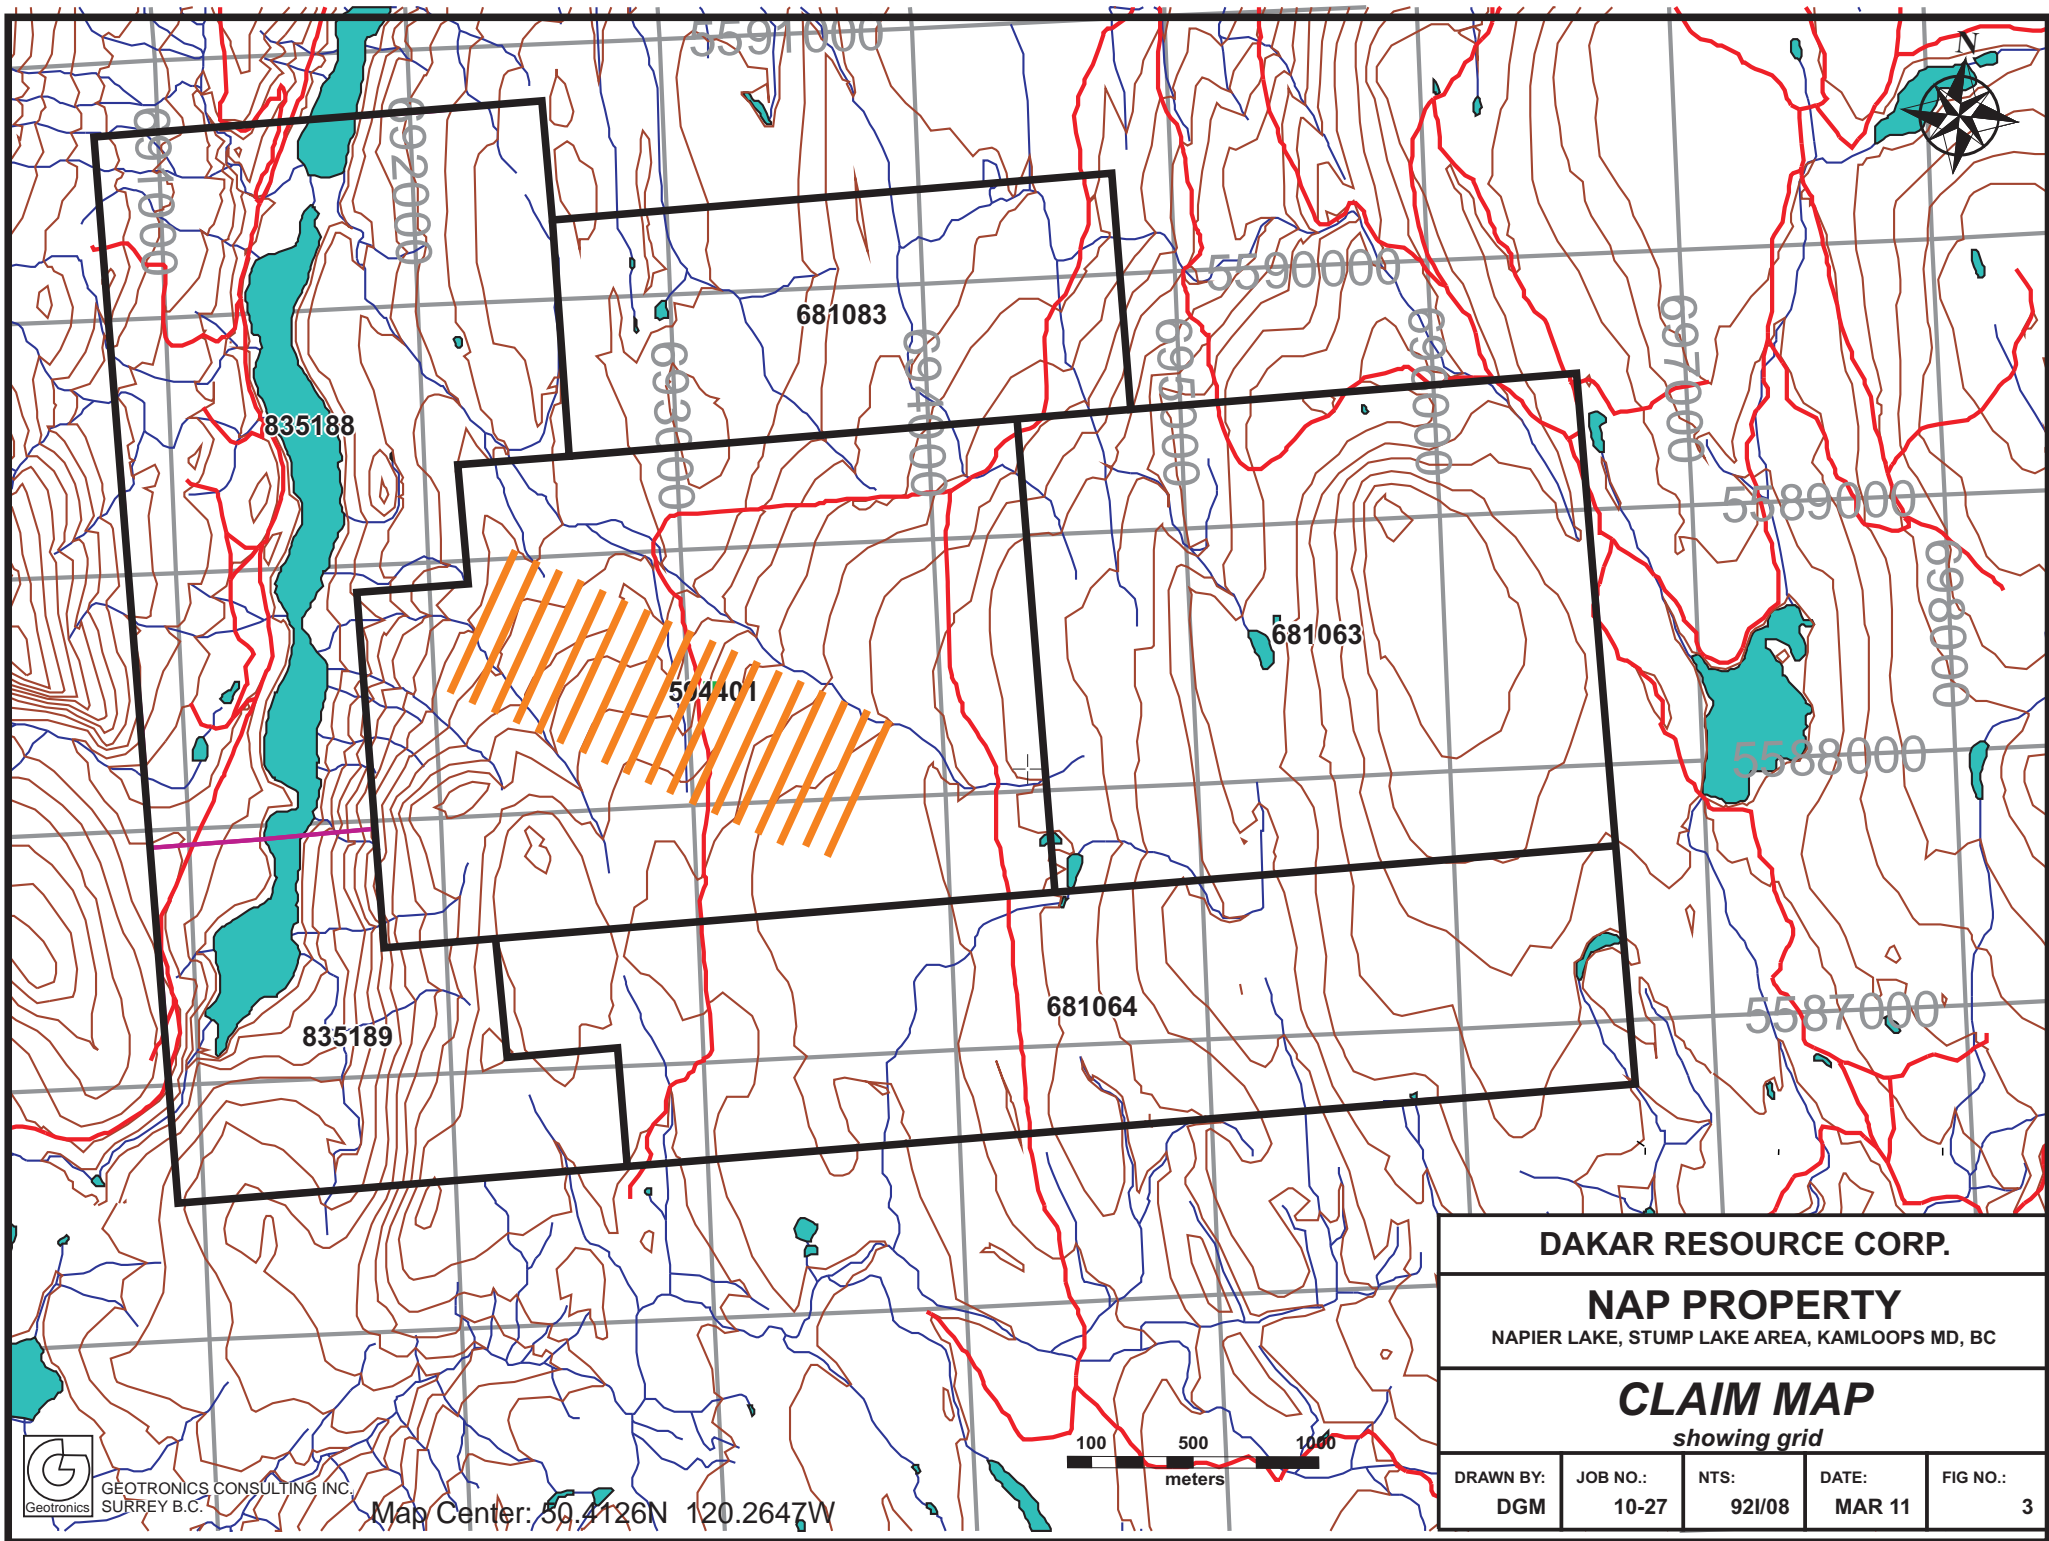 5591000
N
691000
692000
5590000
681083
693000
694000
695000
696000
697000
835188
5589000
698000
681063
594401
5588000
681064
5587000
835189
DAKAR RESOURCE CORP.
NAP PROPERTY
NAPIER LAKE, STUMP LAKE AREA, KAMLOOPS MD, BC
CLAIM MAP
showing grid
100 500 1000
meters
DRAWN BY: JOB NO.: NTS: DATE: FIG NO.:
DGM 10-27 92I/08 MAR 11 3
G
Geotronics
GEOTRONICS CONSULTING INC.
SURREY B.C.
Map Center: 50.4126N 120.2647W